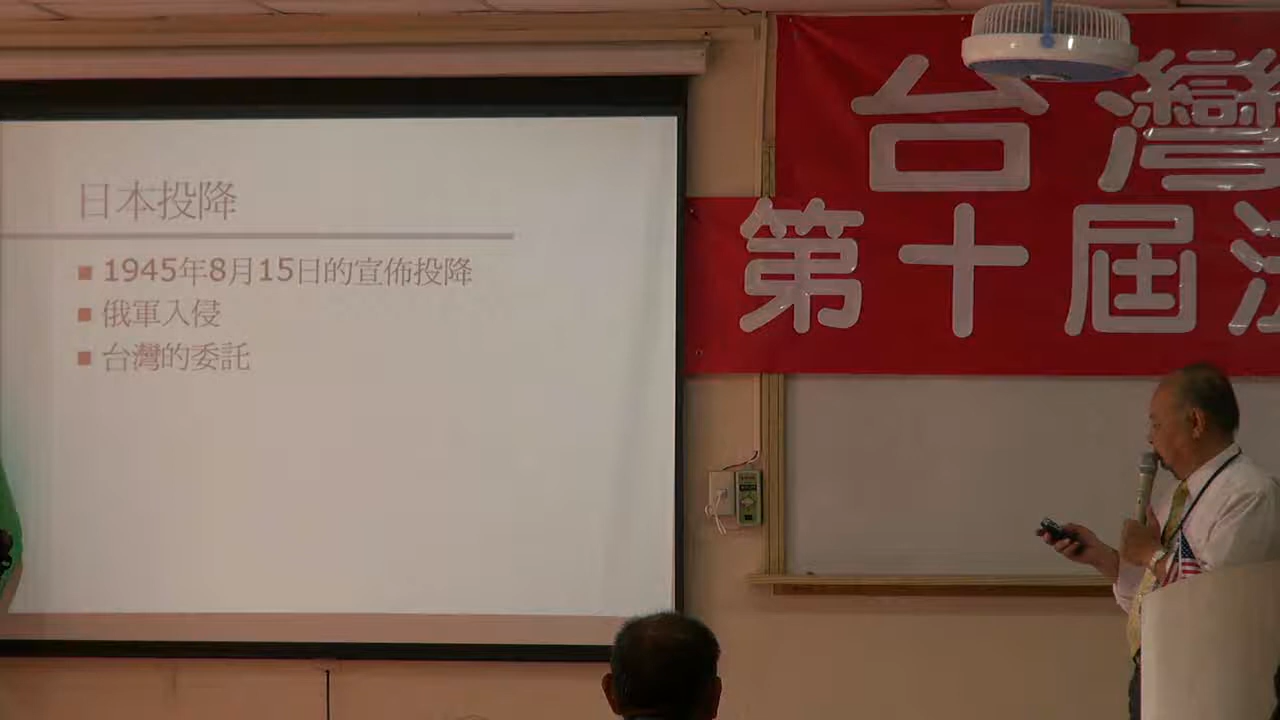 日本投降
1945年8月15日的宣佈投降
俄軍入侵
台灣的委託
台灣
第十屆法